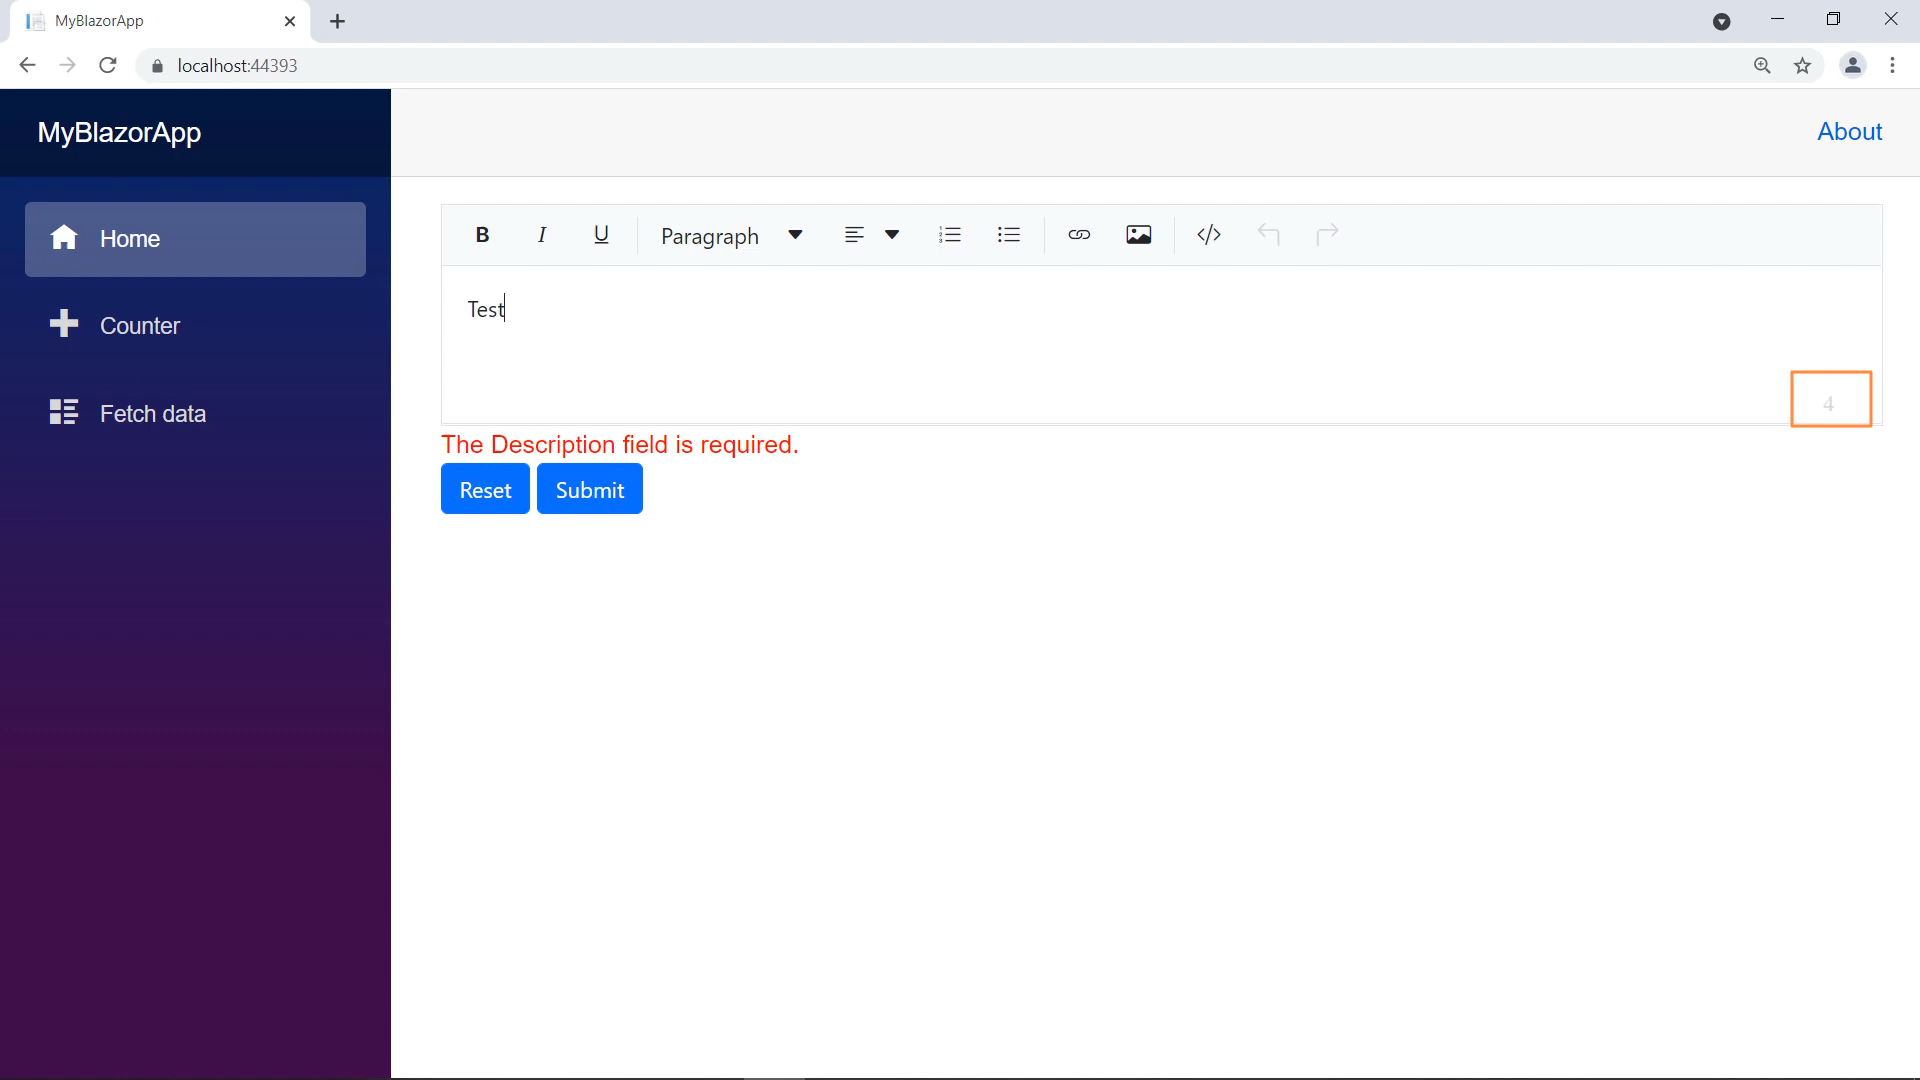 MyBlazorApp
localhost:44393
MyBlazorApp
About
Home
Counter
Fetch data
B I U Paragraph
Test
4
The Description field is required.
Reset Submit